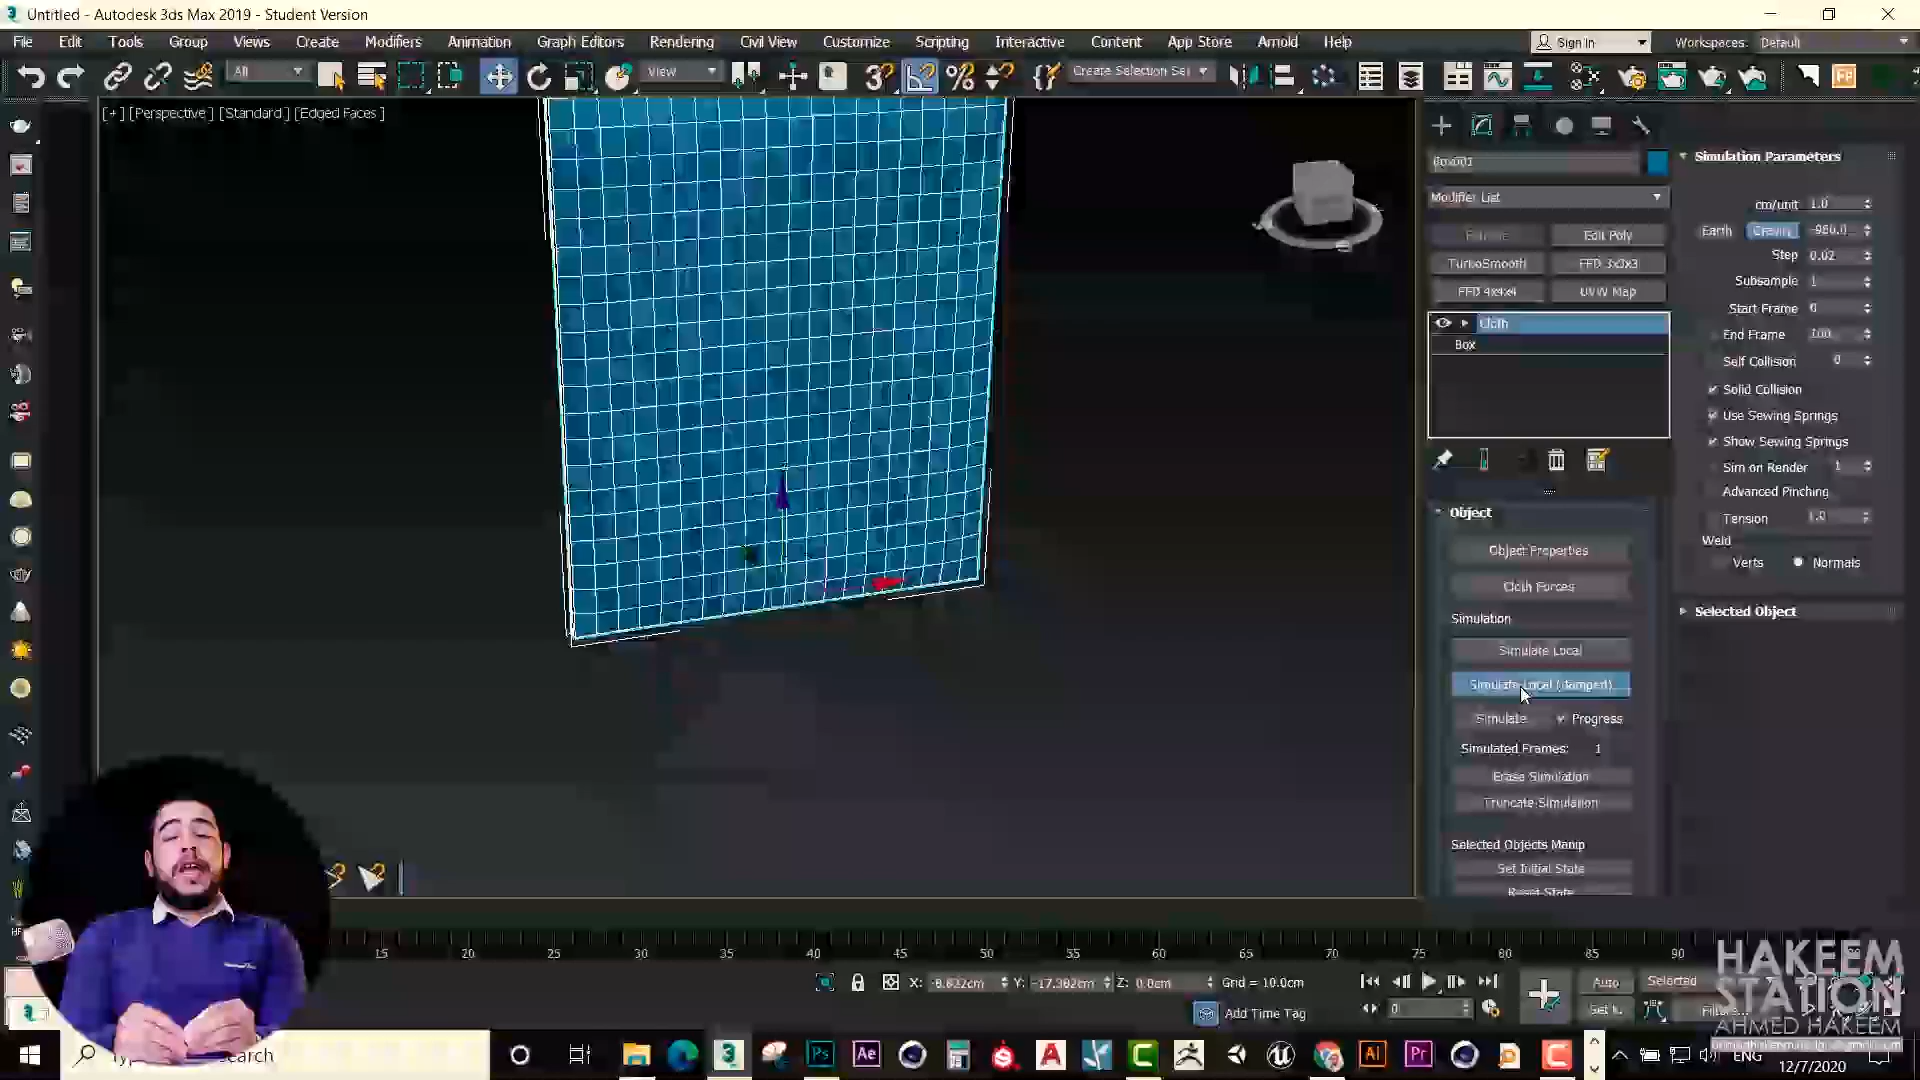 Untitled - Autodesk 3ds Max 2019 - Student Version
File Edit Tools Group Views Create Modifiers Animation Graph Editors Rendering Civil View Customize Scripting Interactive Content App Store Arnold Help
Sign In Workspaces: Default
All View Create Selection Set
[+] [Perspective] [Standard] [Edged Faces]
Box001
Modifier List
Edit Poly
TurboSmooth FFD 3x3x3
FFD 4x4x4 UVW Map
Cloth
Box
Object
Object Properties
Cloth Forces
Simulation
Simulate Local
Simulate Local (damped)
Simulate Progress
Simulated Frames: 1
Erase Simulation
Truncate Simulation
Selected Objects Manip
Set Initial State
Reset State
Simulation Parameters
cm/unit 1.0
Earth Gravity -980.0
Step 0.02
Subsample 1
Start Frame 0
End Frame 100
Self Collision 0
Solid Collision
Use Sewing Springs
Show Sewing Springs
Sim on Render 1
Advanced Pinching
Tension 1.0
Weld
Verts Normals
Selected Object
15 20 25 30 35 40 45 50 55 60 65 70 75 80 85 90
X: -8.822cm Y: -17.382cm Z: 0.0cm Grid = 10.0cm
Auto Selected
0
Add Time Tag
HAKEEM
STATION
AHMED HAKEEM
search
ENG
12/7/2020